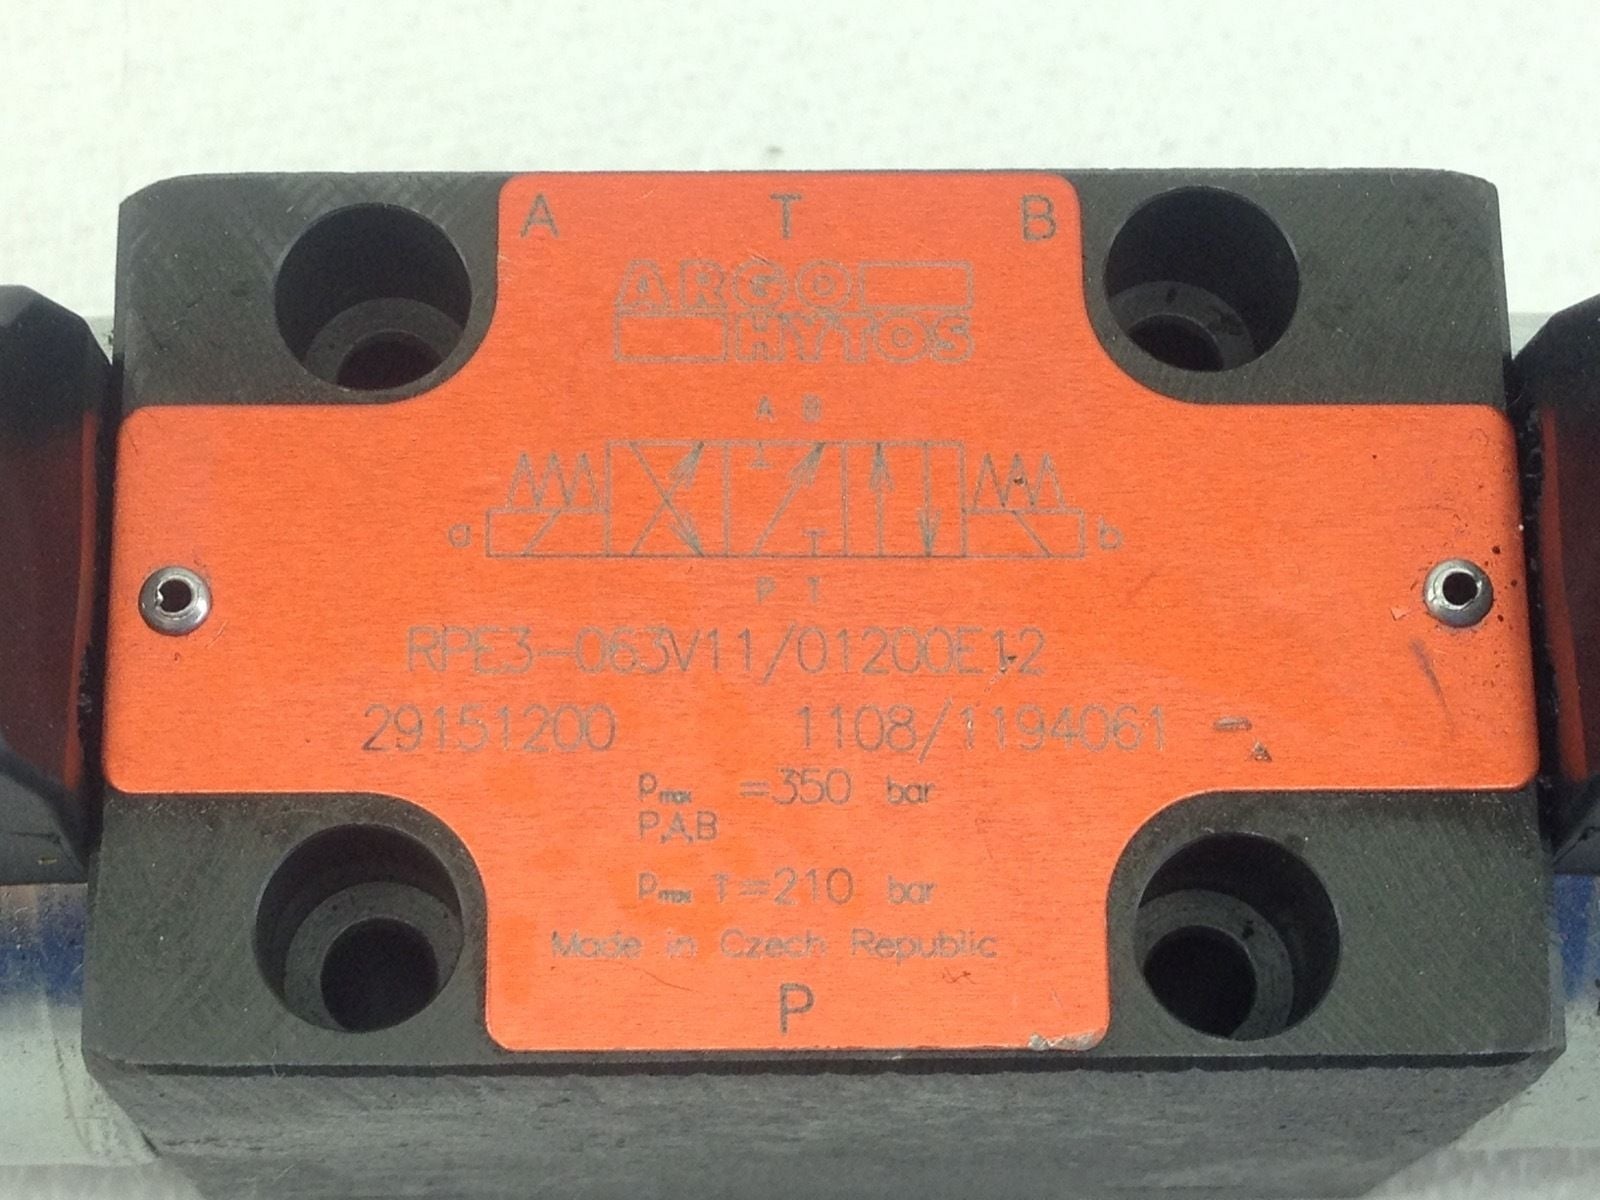 A T B
ARGO
HYTOS
A B
T
a b
T
P T
RPE3-063V11/01200E12
29151200 1108/1194061
Pmax =350 bar
P,A,B
Pmax T=210 bar
Made in Czech Republic
P